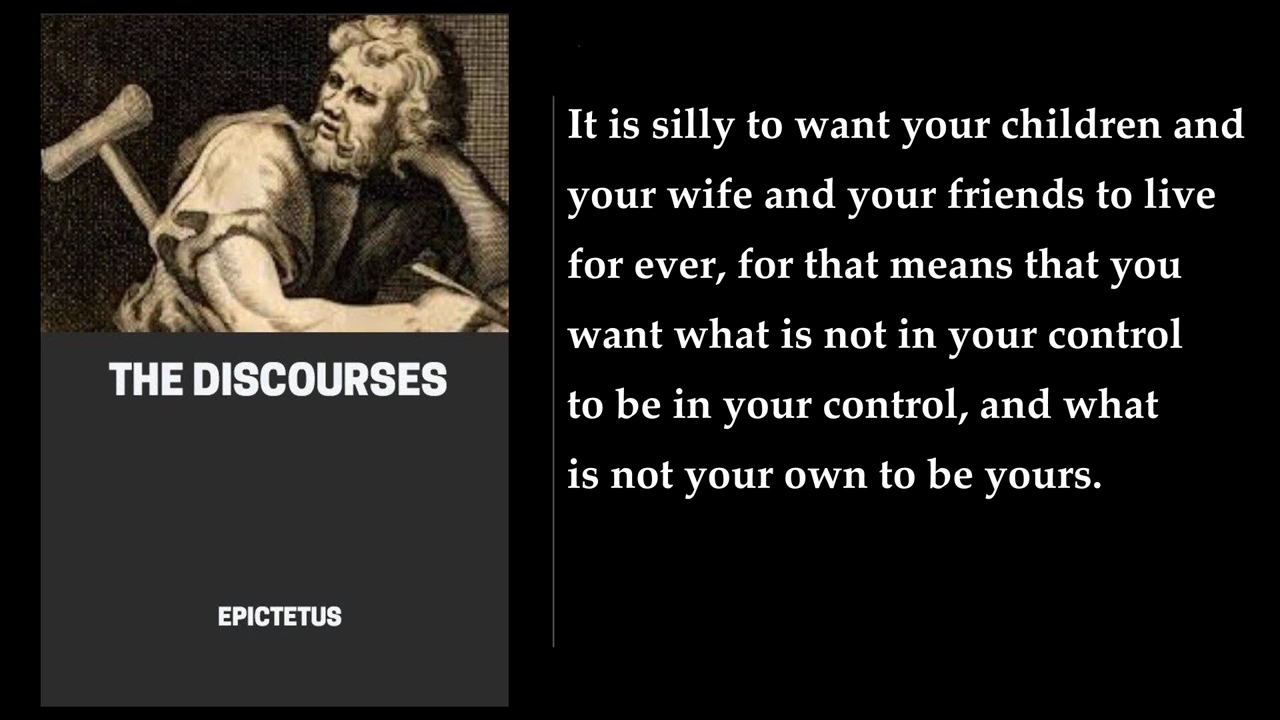 THE DISCOURSES
EPICTETUS
It is silly to want your children and
your wife and your friends to live
for ever, for that means that you
want what is not in your control
to be in your control, and what
is not your own to be yours.